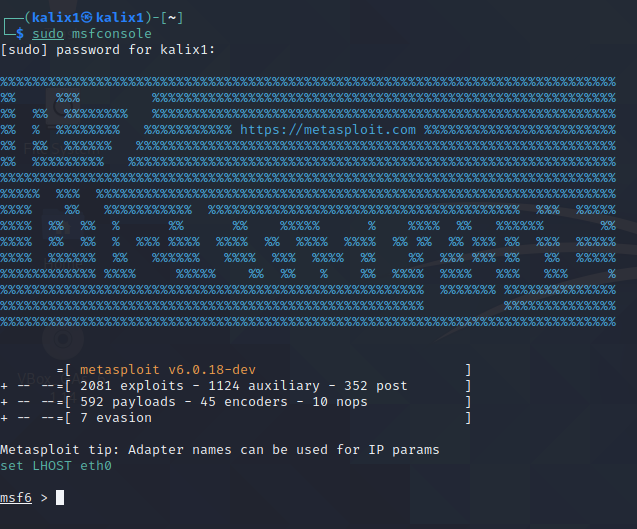 (kalix1㉿kalix1)-[~]
$ sudo msfconsole
[sudo] password for kalix1:
https://metasploit.com
=[ metasploit v6.0.18-dev ]
+ -- --=[ 2081 exploits - 1124 auxiliary - 352 post ]
+ -- --=[ 592 payloads - 45 encoders - 10 nops ]
+ -- --=[ 7 evasion ]
Metasploit tip: Adapter names can be used for IP params
set LHOST eth0
msf6 >